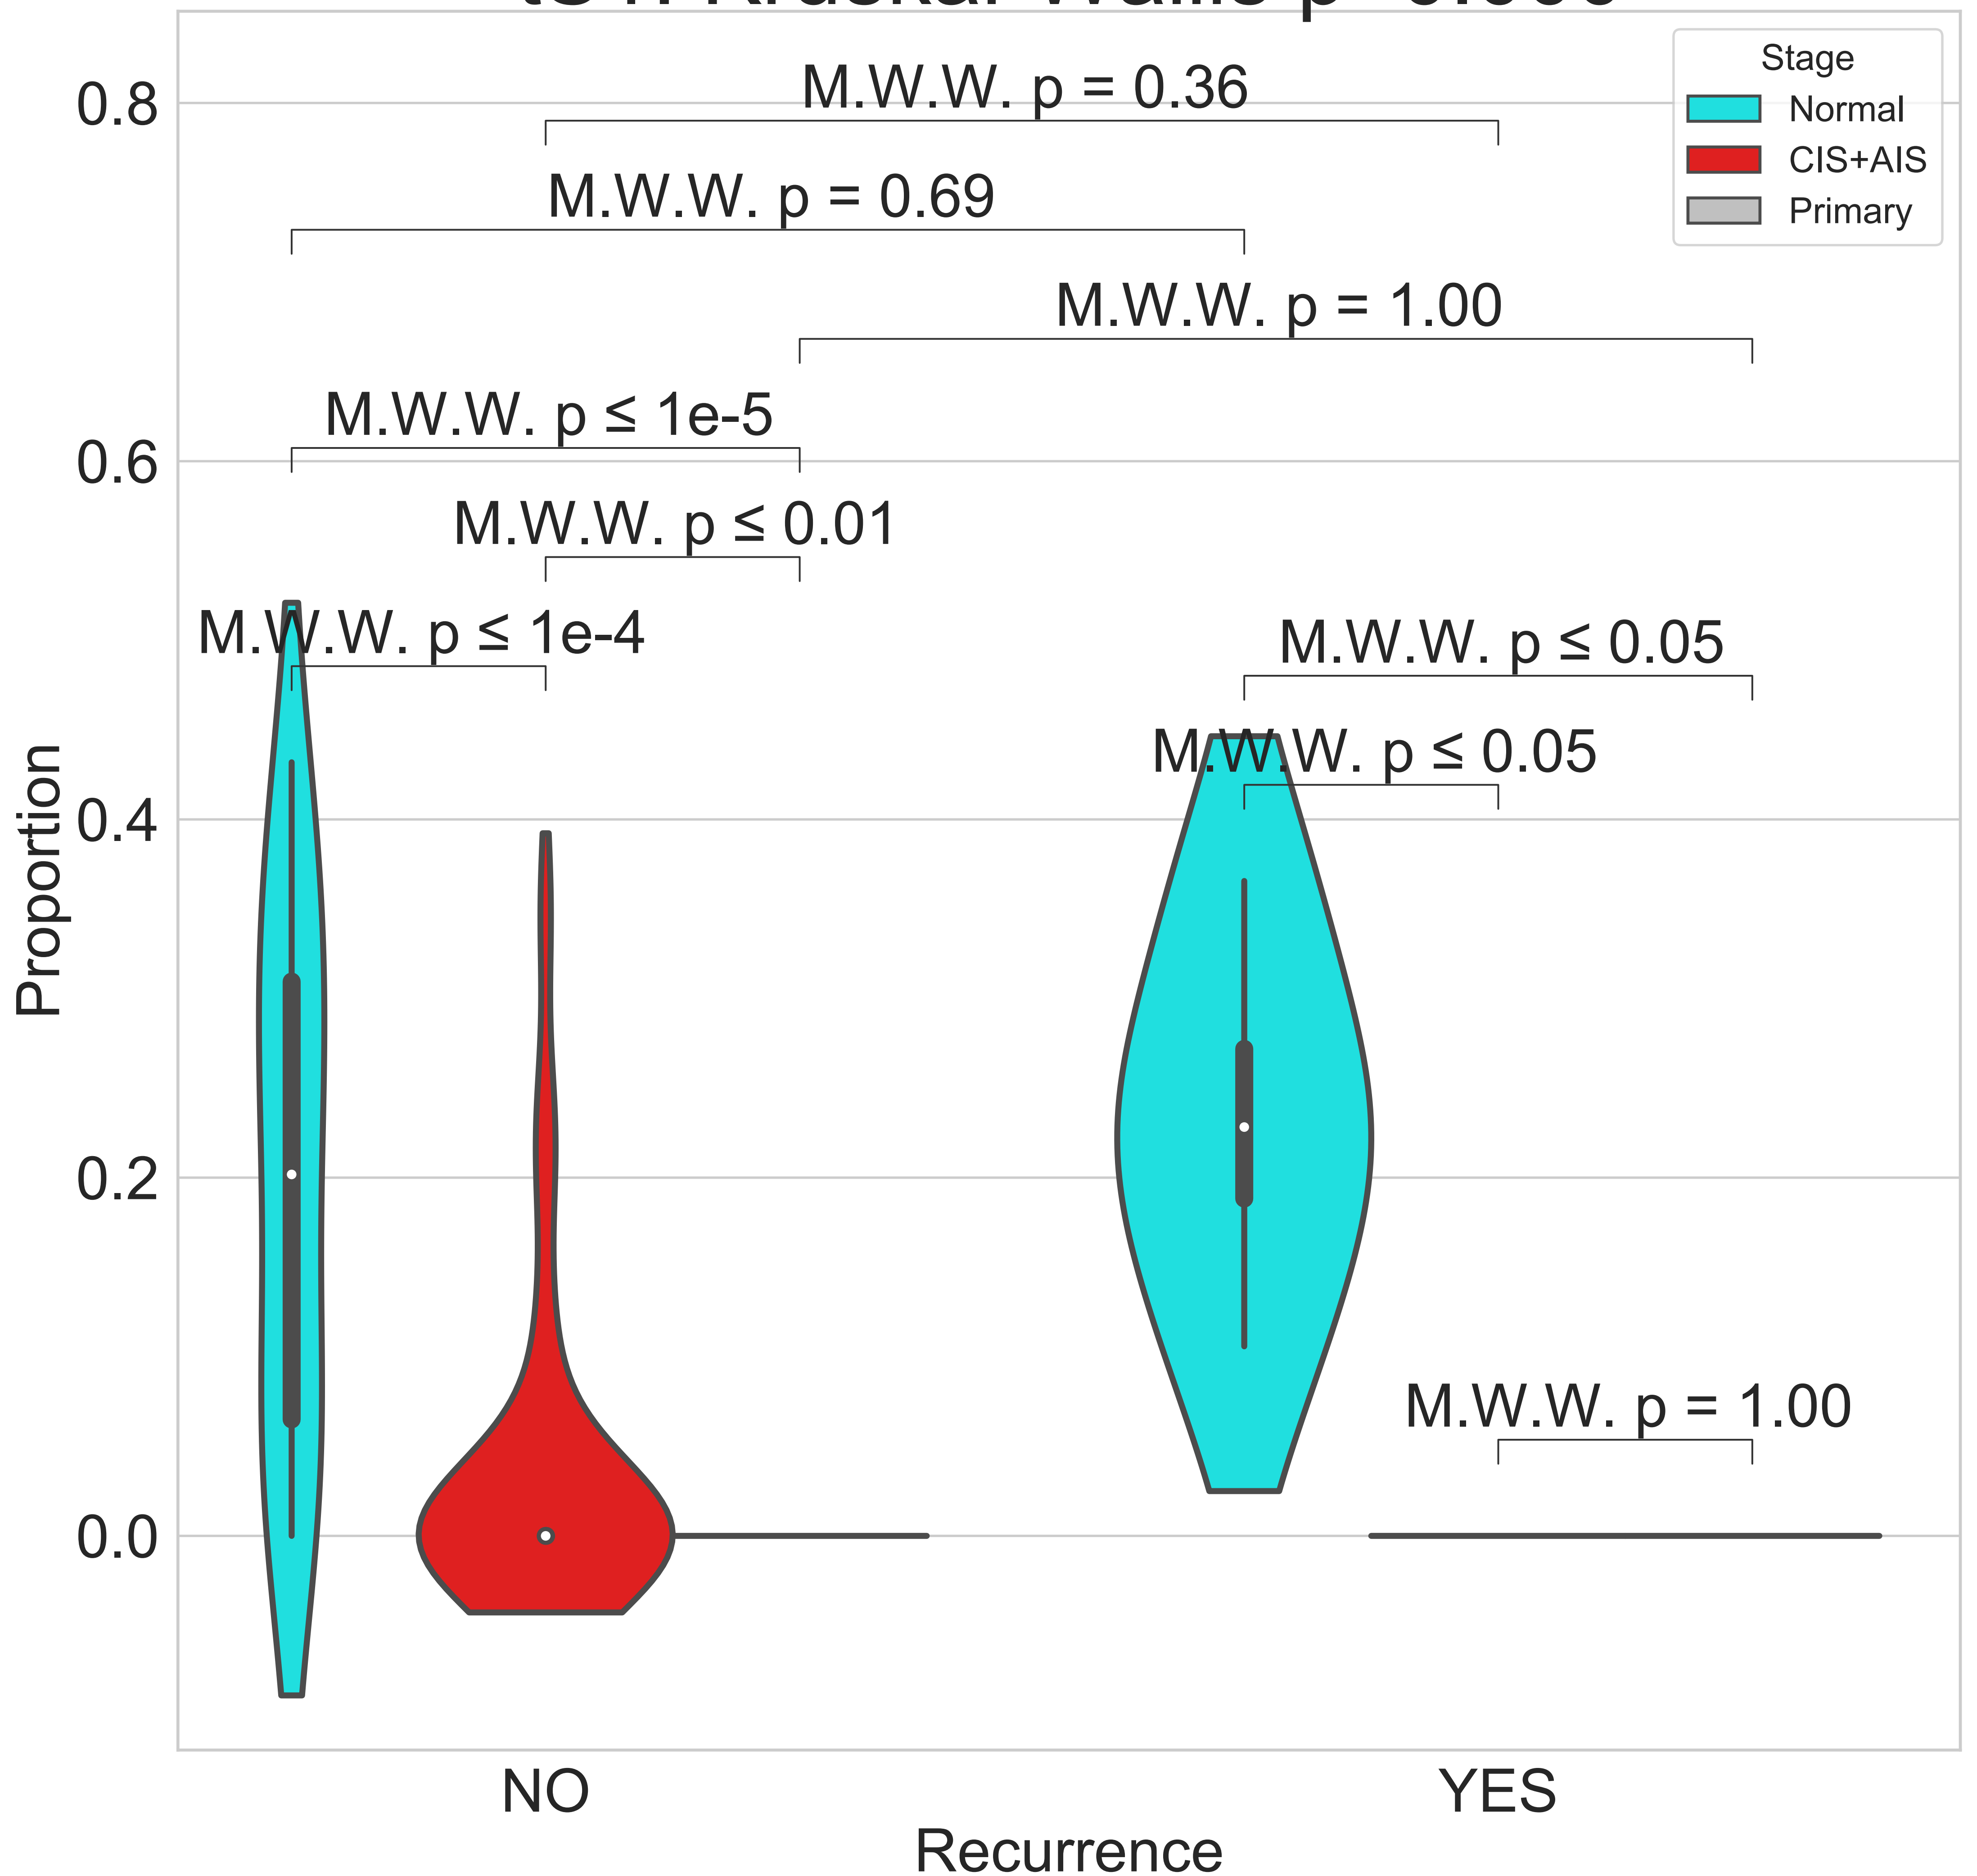 Stage
Normal
CIS+AIS
Primary
M.W.W. p = 0.36
M.W.W. p = 0.69
M.W.W. p = 1.00
M.W.W. p ≤ 1e-5
M.W.W. p ≤ 0.01
M.W.W. p ≤ 1e-4
M.W.W. p ≤ 0.05
M.W.W. p ≤ 0.05
M.W.W. p = 1.00
0.8
0.6
0.4
0.2
0.0
Proportion
NO
YES
Recurrence